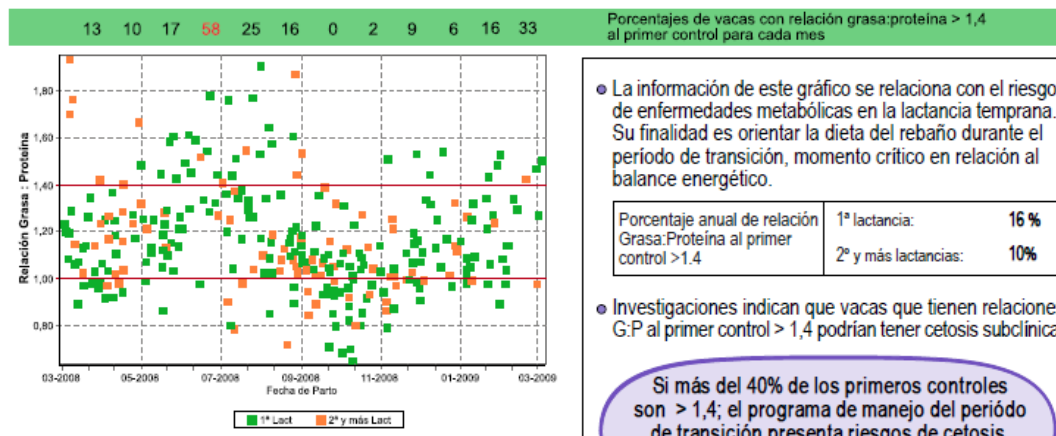 13 10 17 58 25 16 0 2 9 6 16 33
Porcentajes de vacas con relación grasa:proteína > 1,4
al primer control para cada mes
Relación Grasa : Proteína
1,80
1,60
1,40
1,20
1,00
0,80
03-2008 05-2008 07-2008 09-2008 11-2008 01-2009 03-2009
Fecha de Parto
1ª Lact 2ª y más Lact
La información de este gráfico se relaciona con el riesgo
de enfermedades metabólicas en la lactancia temprana.
Su finalidad es orientar la dieta del rebaño durante el
período de transición, momento crítico en relación al
balance energético.
Porcentaje anual de relación
Grasa:Proteína al primer
control >1.4
1ª lactancia: 16 %
2º y más lactancias: 10%
Investigaciones indican que vacas que tienen relacione
G:P al primer control > 1,4 podrían tener cetosis subclínica
Si más del 40% de los primeros controles
son > 1,4; el programa de manejo del periódo
de transición presenta riesgos de cetosis